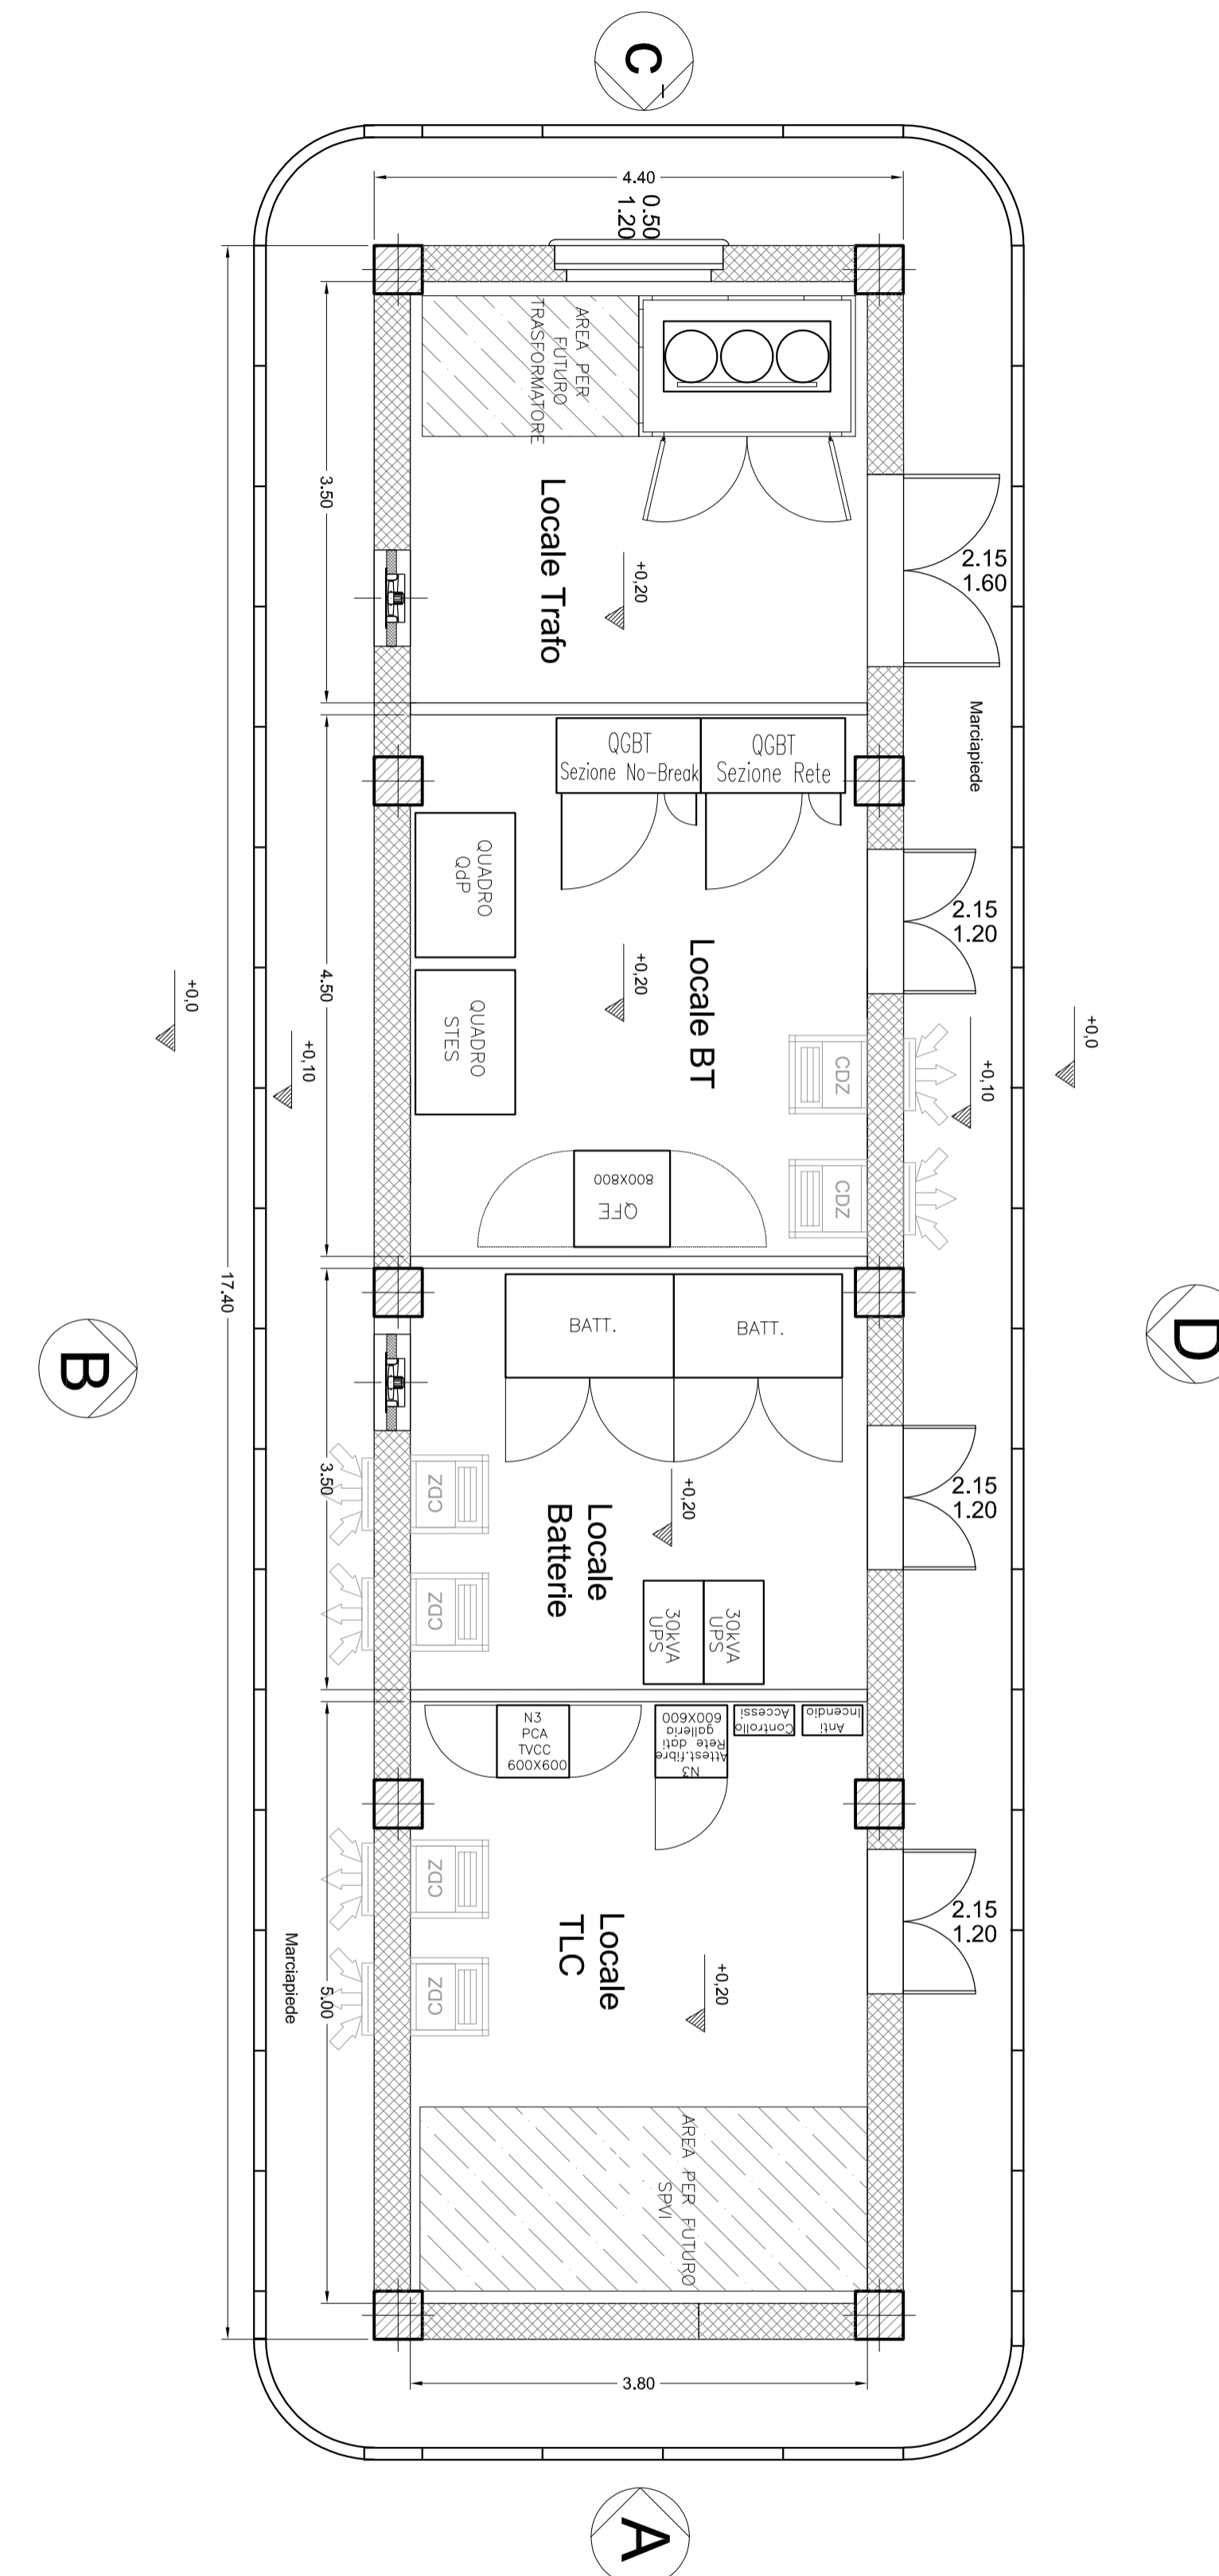 C
4.40
0.50
1.20
AREA PER
FUTURO
TRASFORMATORE
3.50
Locale Trafo
+0,20
2.15
1.60
Marciapiede
QGBT
Sezione No-Break
QGBT
Sezione Rete
QUADRO
QdP
2.15
1.20
Locale BT
+0,20
4.50
QUADRO
STES
+0,0
+0,10
+0,0
+0,10
CDZ
CDZ
800X800
QFE
17.40
B
D
BATT.
BATT.
3.50
CDZ
CDZ
+0,20
Locale
Batterie
2.15
1.20
30kVA
UPS
30kVA
UPS
N3
PCA
TVCC
600X600
N3
Attest.fibre
Rete dati
galleria
600X600
Controllo
Accessi
Anti
Incendio
CDZ
CDZ
Locale
TLC
+0,20
2.15
1.20
Marciapiede
5.00
AREA PER FUTURO
SPVI
3.80
A